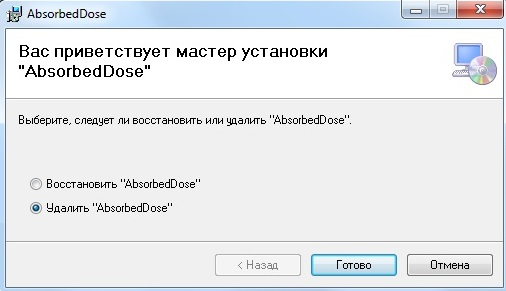 AbsorbedDose
Вас приветствует мастер установки
"AbsorbedDose"
Выберите, следует ли восстановить или удалить "AbsorbedDose".
Восстановить "AbsorbedDose"
Удалить "AbsorbedDose"
< Назад
Готово
Отмена